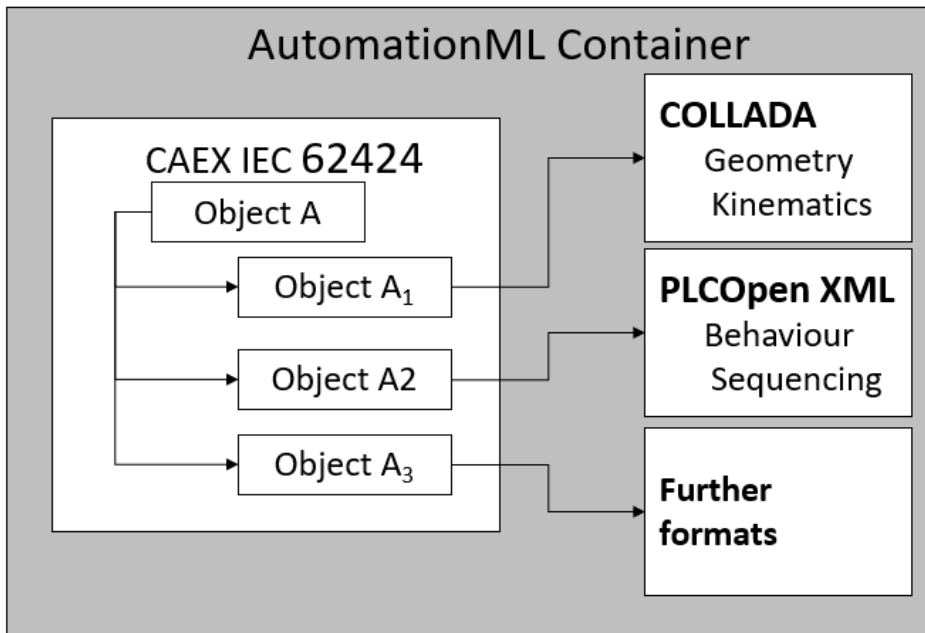 AutomationML Container
CAEX IEC 62424
Object A
Object A₁
Object A2
Object A₃
COLLADA
Geometry
Kinematics
PLCOpen XML
Behaviour
Sequencing
Further
formats